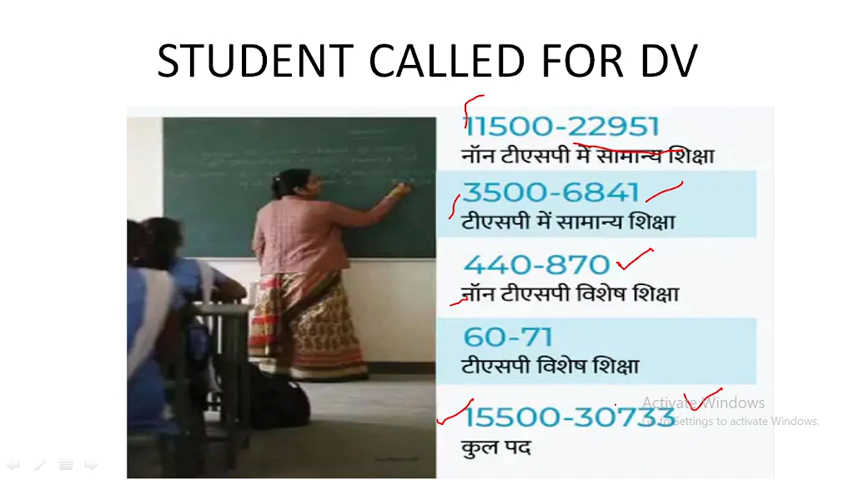 STUDENT CALLED FOR DV
11500-22951
नॉन टीएसपी में सामान्य शिक्षा
3500-6841
टीएसपी में सामान्य शिक्षा
440-870
नॉन टीएसपी विशेष शिक्षा
60-71
टीएसपी विशेष शिक्षा
15500-30733
कुल पद
Activate Windows
Go to Settings to activate Windows.